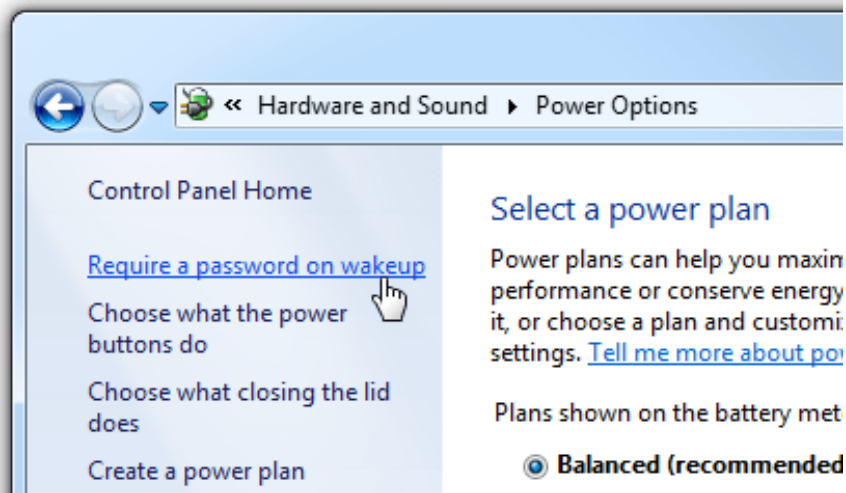 « Hardware and Sound ▸ Power Options
Control Panel Home
Require a password on wakeup
Choose what the power
buttons do
Choose what closing the lid
does
Create a power plan
Select a power plan
Power plans can help you maxim
performance or conserve energy
it, or choose a plan and customi
settings. Tell me more about pow
Plans shown on the battery mete
Balanced (recommended